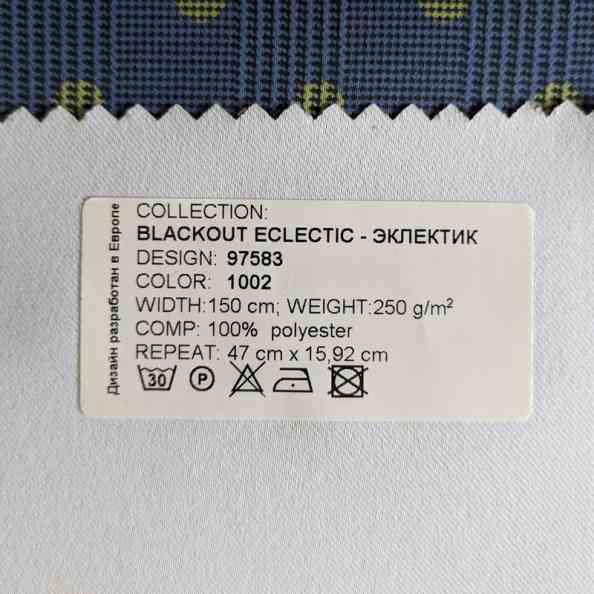 COLLECTION:
BLACKOUT ECLECTIC - ЭКЛЕКТИК
DESIGN: 97583
COLOR: 1002
WIDTH:150 cm; WEIGHT:250 g/m²
COMP: 100% polyester
REPEAT: 47 cm x 15,92 cm
30 P
Дизайн разработан в Европе